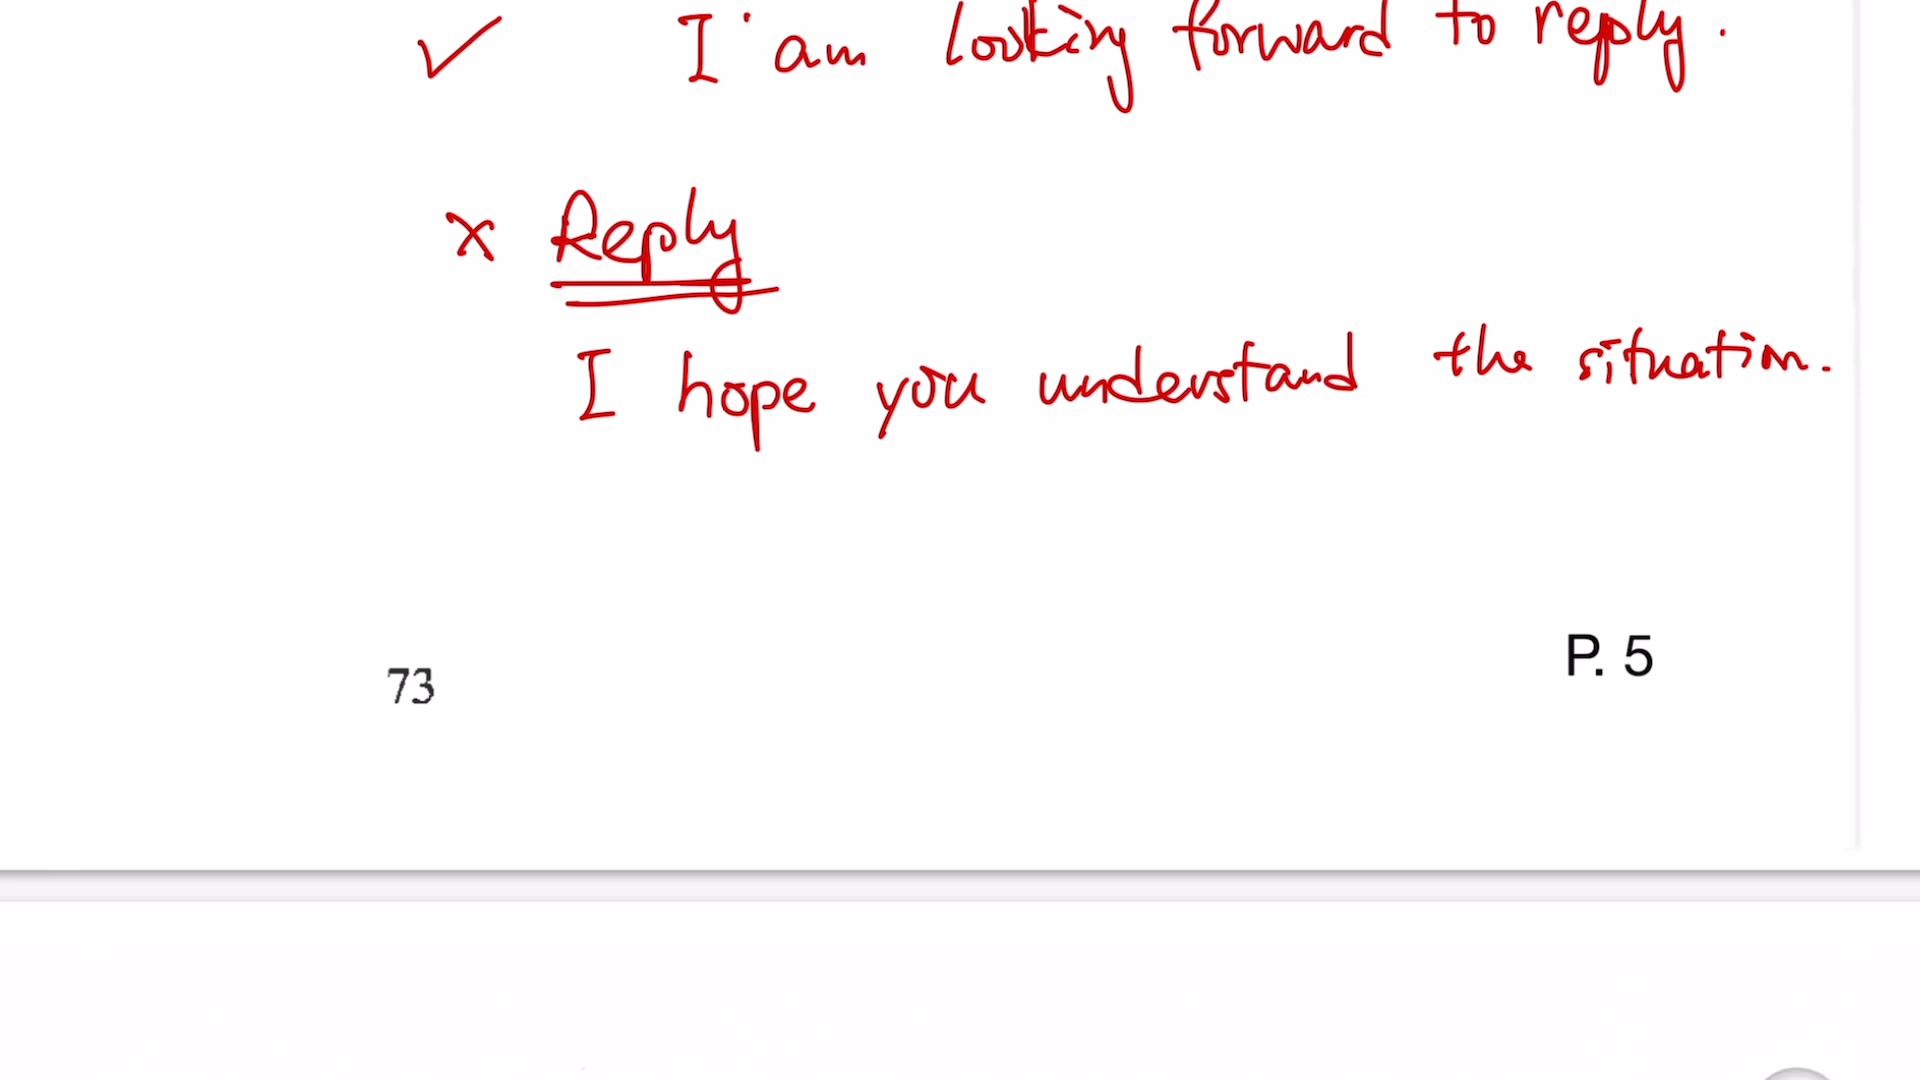 ✓ I am looking forward to reply.
× Reply
I hope you understand the situation.
P. 5
73